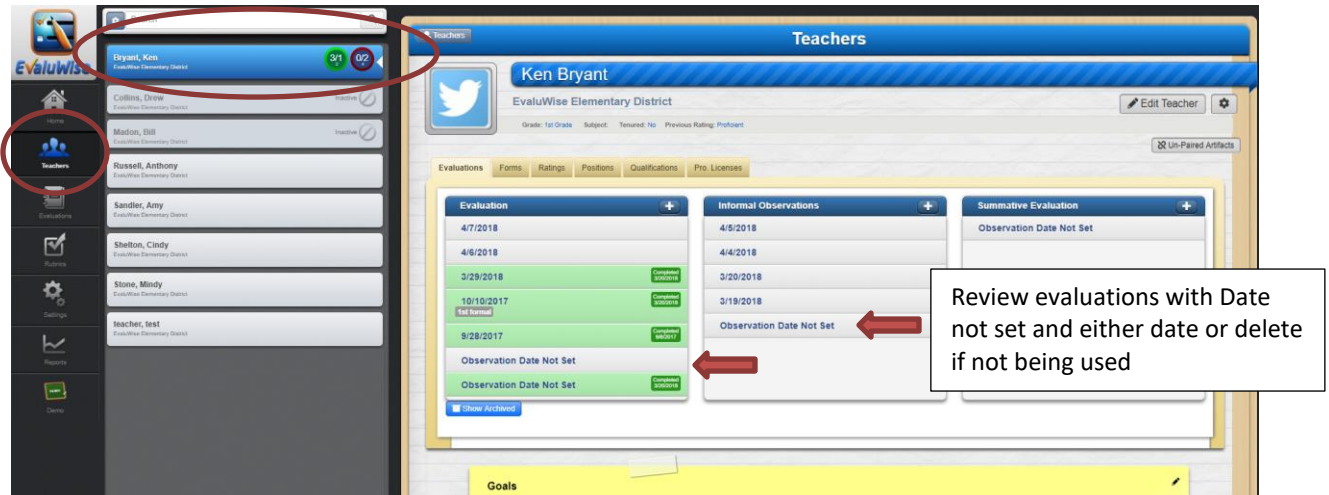 EvaluWise
Home
Teachers
Evaluations
Rubrics
Settings
Reports
Demo
Bryant, Ken
EvaluWise Elementary District
3/1
0/2
Collins, Drew
Inactive
EvaluWise Elementary District
Madon, Bill
Inactive
EvaluWise Elementary District
Russell, Anthony
EvaluWise Elementary District
Sandler, Amy
EvaluWise Elementary District
Shelton, Cindy
EvaluWise Elementary District
Stone, Mindy
EvaluWise Elementary District
teacher, test
EvaluWise Elementary District
Teachers
Teachers
Ken Bryant
EvaluWise Elementary District
Edit Teacher
Grade: 1st Grade Subject: Tenured: No Previous Rating: Proficient
Un-Paired Artifacts
Evaluations Forms Ratings Positions Qualifications Pro. Licenses
Evaluation
4/7/2018
4/6/2018
3/29/2018 Completed
10/10/2017 Completed
1st formal
9/28/2017 Completed
Observation Date Not Set
Observation Date Not Set Completed
Show Archived
Informal Observations
4/5/2018
4/4/2018
3/20/2018
3/19/2018
Observation Date Not Set
Summative Evaluation
Observation Date Not Set
Review evaluations with Date
not set and either date or delete
if not being used
Goals